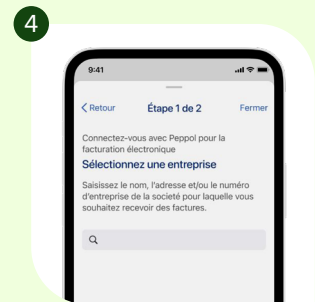 4
9:41
Retour Étape 1 de 2 Fermer
Connectez-vous avec Peppol pour la
facturation électronique
Sélectionnez une entreprise
Saisissez le nom, l'adresse et/ou le numéro
d'entreprise de la societé pour laquelle vous
souhaitez recevoir des factures.